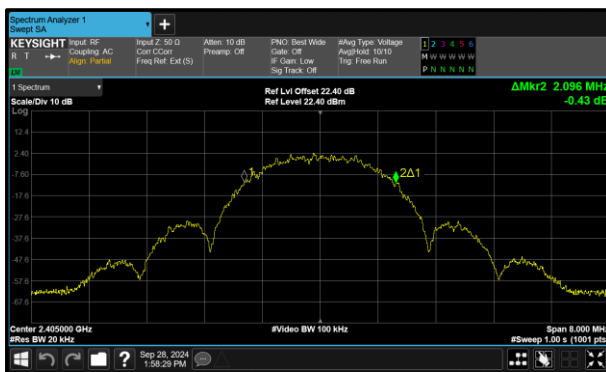 Spectrum Analyzer 1
Swept SA
+
KEYSIGHT Input: RF Input Z: 50 Ω Atten: 10 dB PNO: Best Wide #Avg Type: Voltage 1 2 3 4 5 6
R T Coupling: AC Corr CCorr Preamp: Off Gate: Off Avg|Hold: 10/10 M W W W W W
Align: Partial Freq Ref: Ext (S) IF Gain: Low Trig: Free Run
Sig Track: Off P N N N N N
LXI
1 Spectrum Ref Lvl Offset 22.40 dB ΔMkr2 2.096 MHz
Scale/Div 10 dB Ref Level 22.40 dBm -0.43 dB
Log
12.4
2.40
1 2Δ1
-7.60
-17.6
-27.6
-37.6
-47.6
-57.6
-67.6
Center 2.405000 GHz #Video BW 100 kHz Span 8.000 MHz
#Res BW 20 kHz #Sweep 1.00 s (1001 pts)
? Sep 28, 2024
1:58:29 PM